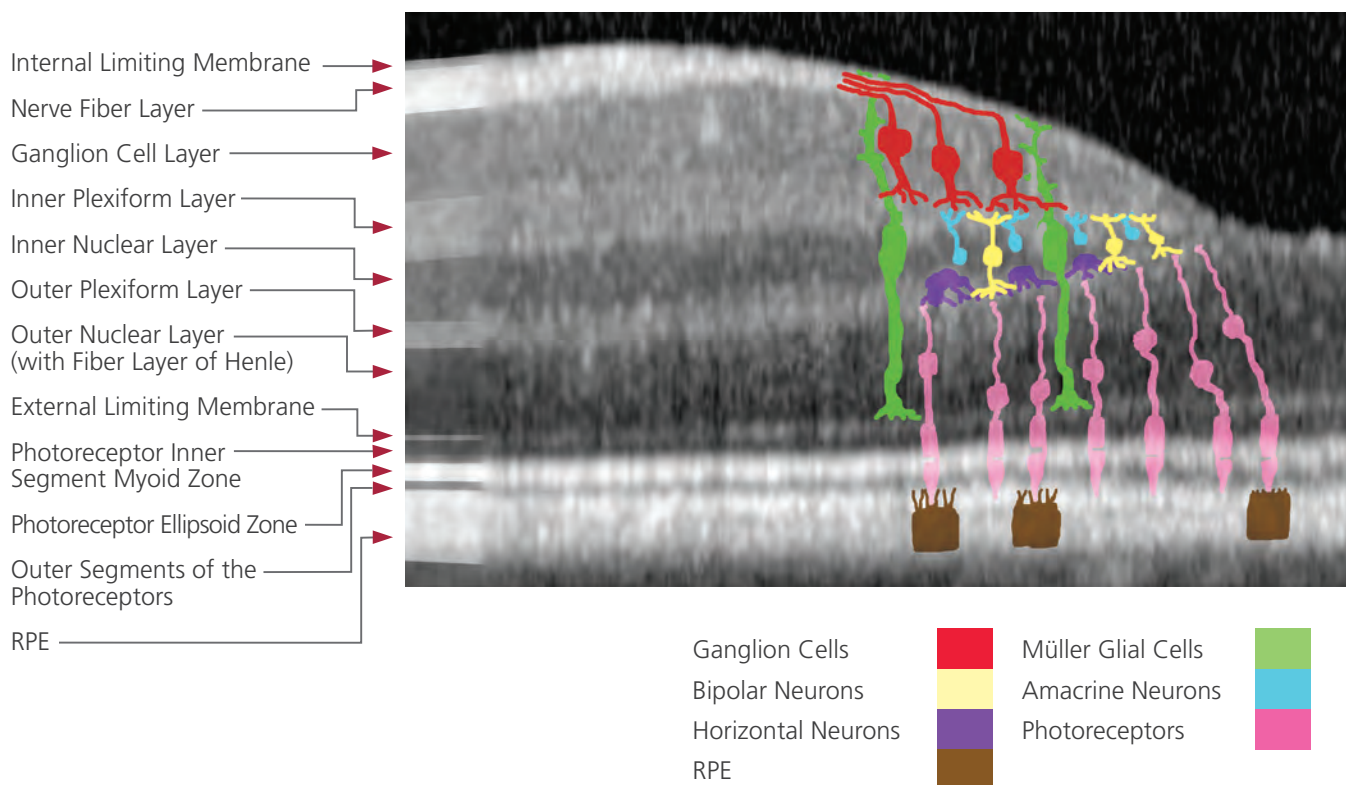 Internal Limiting Membrane
Nerve Fiber Layer
Ganglion Cell Layer
Inner Plexiform Layer
Inner Nuclear Layer
Outer Plexiform Layer
Outer Nuclear Layer
(with Fiber Layer of Henle)
External Limiting Membrane
Photoreceptor Inner
Segment Myoid Zone
Photoreceptor Ellipsoid Zone
Outer Segments of the
Photoreceptors
RPE
Ganglion Cells
Bipolar Neurons
Horizontal Neurons
RPE
Müller Glial Cells
Amacrine Neurons
Photoreceptors